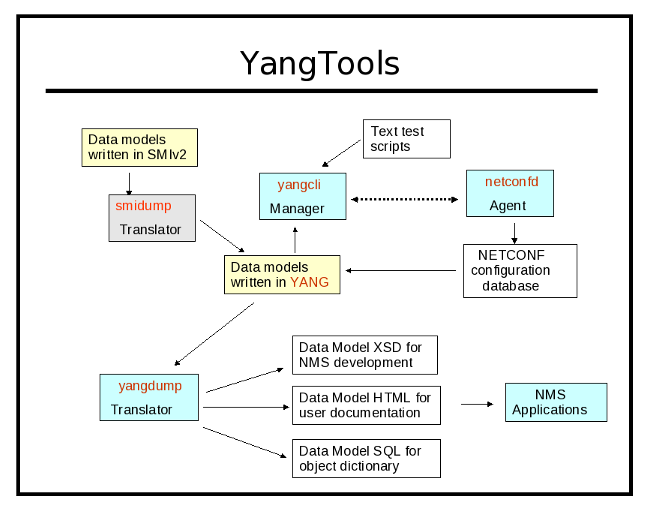 YangTools
Data models
written in SMIv2
Text test
scripts
smidump
Translator
yangcli
Manager
netconfd
Agent
Data models
written in YANG
NETCONF
configuration
database
yangdump
Translator
Data Model XSD for
NMS development
Data Model HTML for
user documentation
Data Model SQL for
object dictionary
NMS
Applications